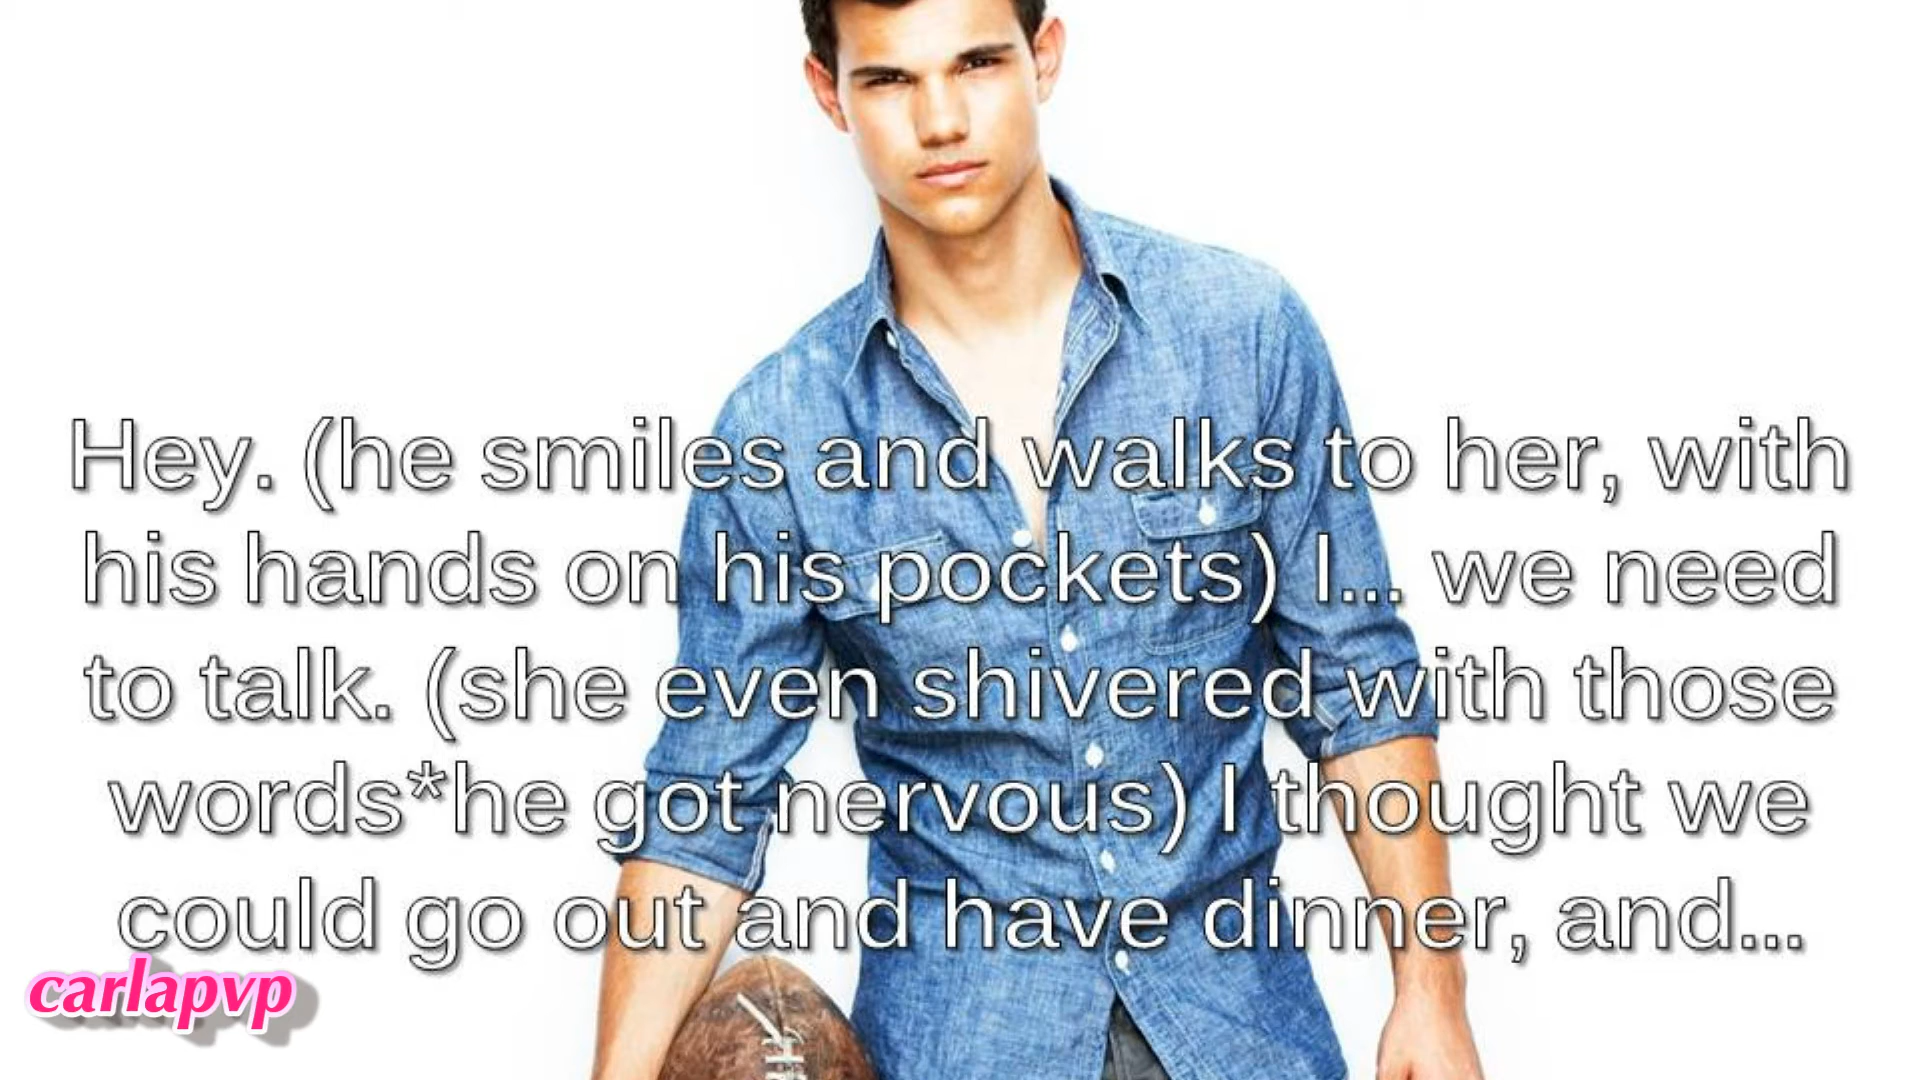 Hey. (he smiles and walks to her, with
his hands on his pockets) I... we need
to talk. (she even shivered with those
words*he got nervous) I thought we
could go out and have dinner, and...
carlapvp